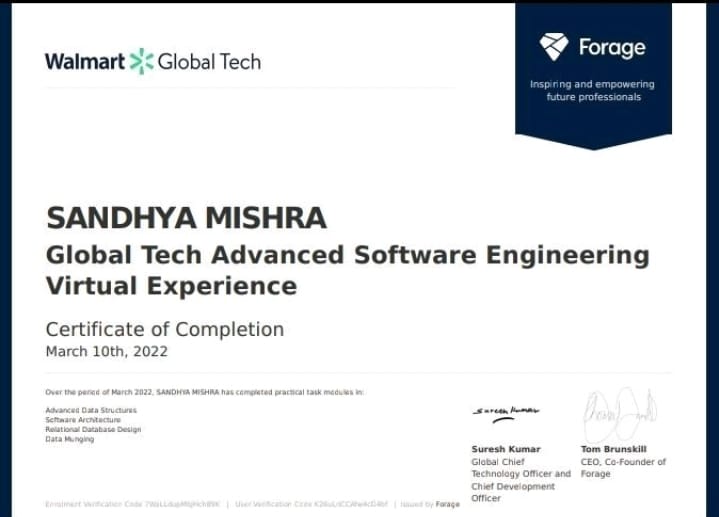 Walmart Global Tech
Forage
Inspiring and empowering
future professionals
SANDHYA MISHRA
Global Tech Advanced Software Engineering
Virtual Experience
Certificate of Completion
March 10th, 2022
Over the period of March 2022, SANDHYA MISHRA has completed practical task modules in:
Advanced Data Structures
Software Architecture
Relational Database Design
Data Munging
Suresh Kumar
Suresh Kumar
Global Chief
Technology Officer and
Chief Development
Officer
Tom Brunskill
CEO, Co-Founder of
Forage
Enrolment Verification Code | User Verification Code | Issued by Forage